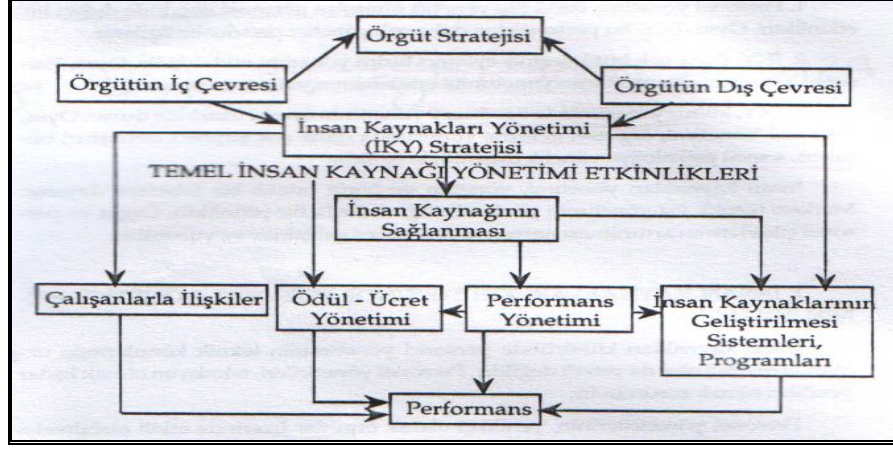 Örgüt Stratejisi
Örgütün İç Çevresi
Örgütün Dış Çevresi
İnsan Kaynakları Yönetimi
(İKY) Stratejisi
TEMEL İNSAN KAYNAĞI YÖNETİMİ ETKİNLİKLERİ
İnsan Kaynağının
Sağlanması
Çalışanlarla İlişkiler
Ödül - Ücret
Yönetimi
Performans
Yönetimi
İnsan Kaynaklarının
Geliştirilmesi
Sistemleri,
Programları
Performans